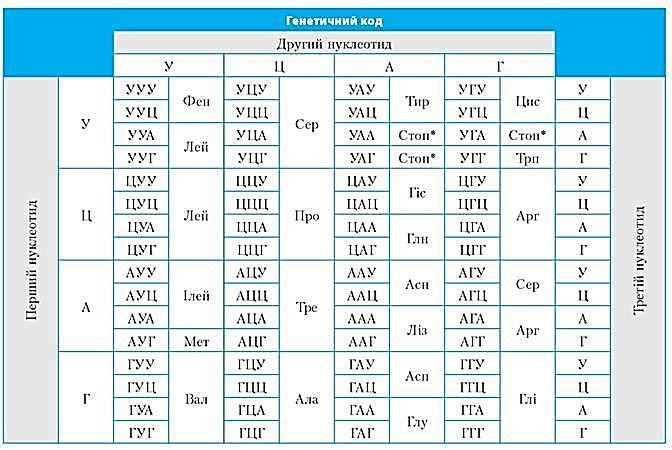 Генетичний код
Другий нуклеотид
У Ц А Г
Перший нуклеотид
Третій нуклеотид
У
УУУ УЦУ УАУ УГУ У
Фен Тир Цис
УУЦ УЦЦ УАЦ УГЦ Ц
Сер
УУА УЦА УАА Стоп* УГА Стоп* А
Лей
УУГ УЦГ УАГ Стоп* УГГ Трп Г
Ц
ЦУУ ЦЦУ ЦАУ ЦГУ У
Гіс
ЦУЦ ЦЦЦ ЦАЦ ЦГЦ Ц
Лей Про Арг
ЦУА ЦЦА ЦАА ЦГА А
Глн
ЦУГ ЦЦГ ЦАГ ЦГГ Г
А
АУУ АЦУ ААУ АГУ У
Ілей Асн Сер
АУЦ АЦЦ ААЦ АГЦ Ц
Тре
АУА АЦА ААА АГА А
Ліз Арг
АУГ Мет АЦГ ААГ АГГ Г
Г
ГУУ ГЦУ ГАУ ГГУ У
Асп
ГУЦ ГЦЦ ГАЦ ГГЦ Ц
Вал Ала Глі
ГУА ГЦА ГАА ГГА А
Глу
ГУГ ГЦГ ГАГ ГГГ Г